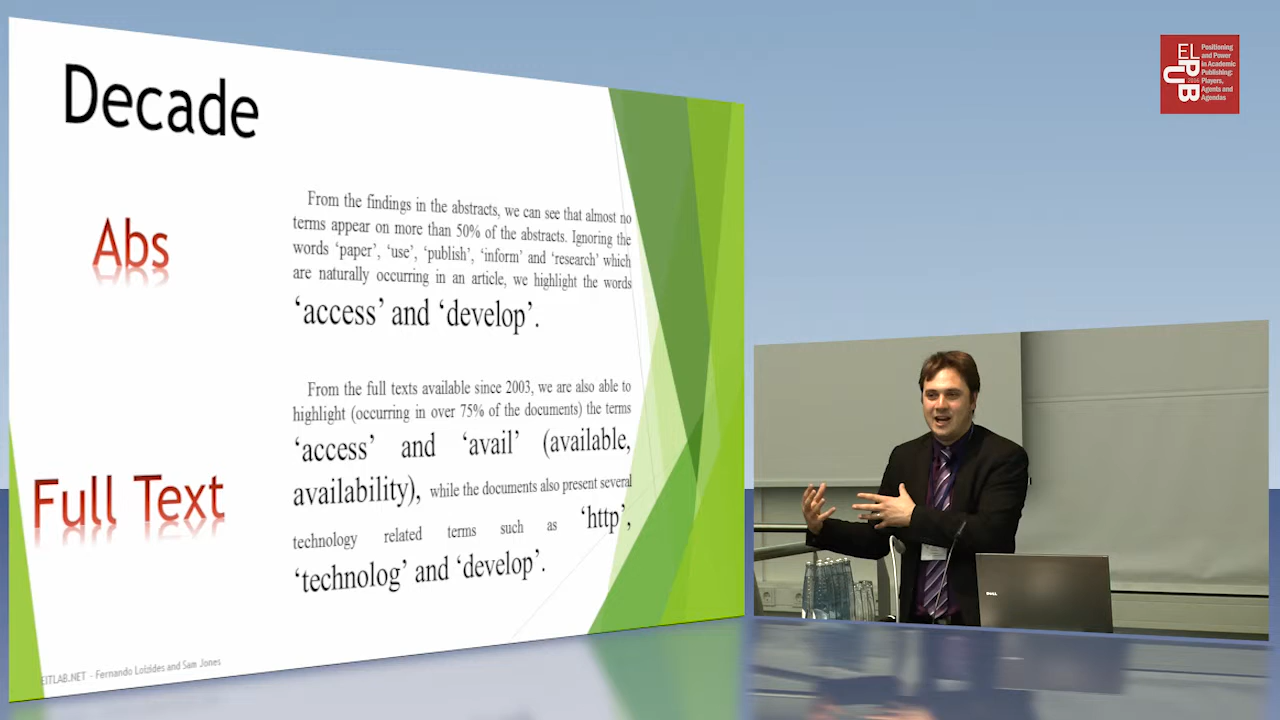 Decade
Abs
From the findings in the abstracts, we can see that almost no
terms appear on more than 50% of the abstracts. Ignoring the
words ‘paper’, ‘use’, ‘publish’, ‘inform’ and ‘research’ which
are naturally occurring in an article, we highlight the words
‘access’ and ‘develop’.
Full Text
From the full texts available since 2003, we are also able to
highlight (occurring in over 75% of the documents) the terms
‘access’ and ‘avail’ (available,
availability), while the documents also present several
technology related terms such as ‘http’,
‘technolog’ and ‘develop’.
EITLAB.NET - Fernando Loizides and Sam Jones
ELPUB
2016
Positioning
and Power
in Academic
Publishing:
Players,
Agents and
Agendas
DELL